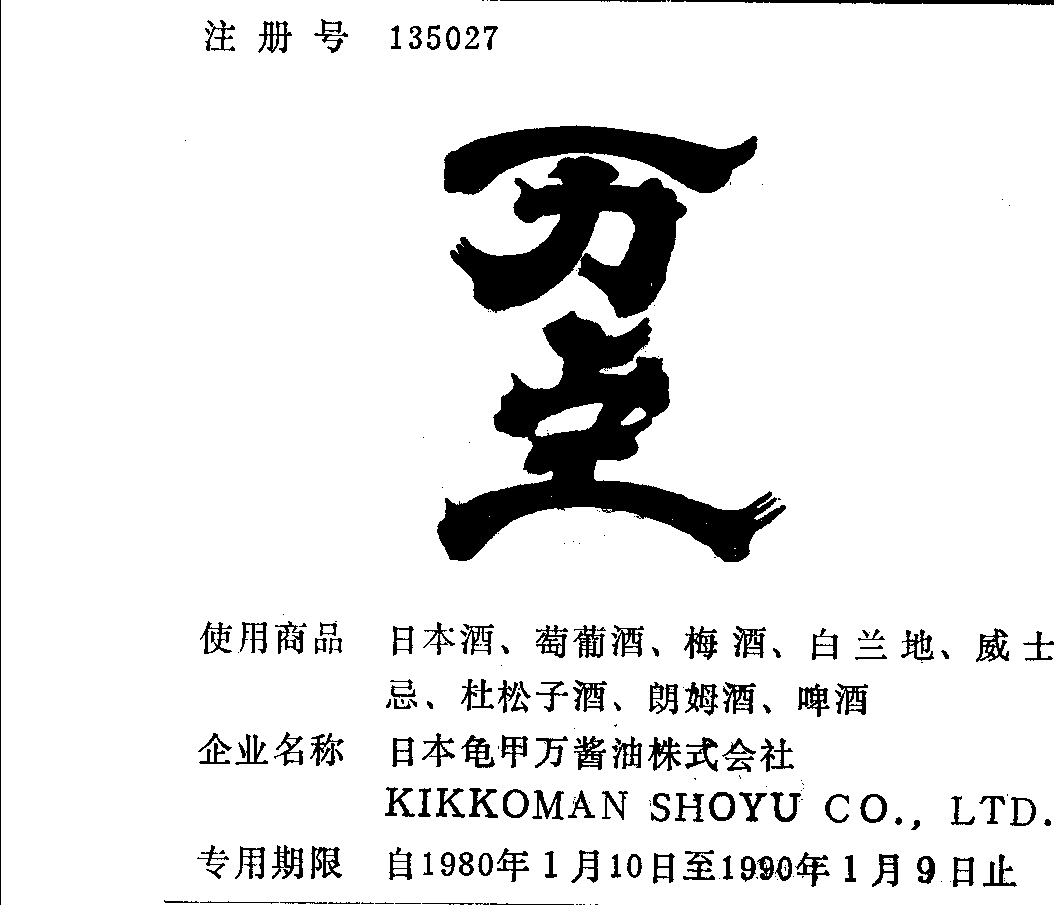 注册号 135027
万上
使用商品 日本酒、萄葡酒、梅酒、白兰地、威士
忌、杜松子酒、朗姆酒、啤酒
企业名称 日本龟甲万酱油株式会社
KIKKOMAN SHOYU CO., LTD.
专用期限 自1980年1月10日至1990年1月9日止